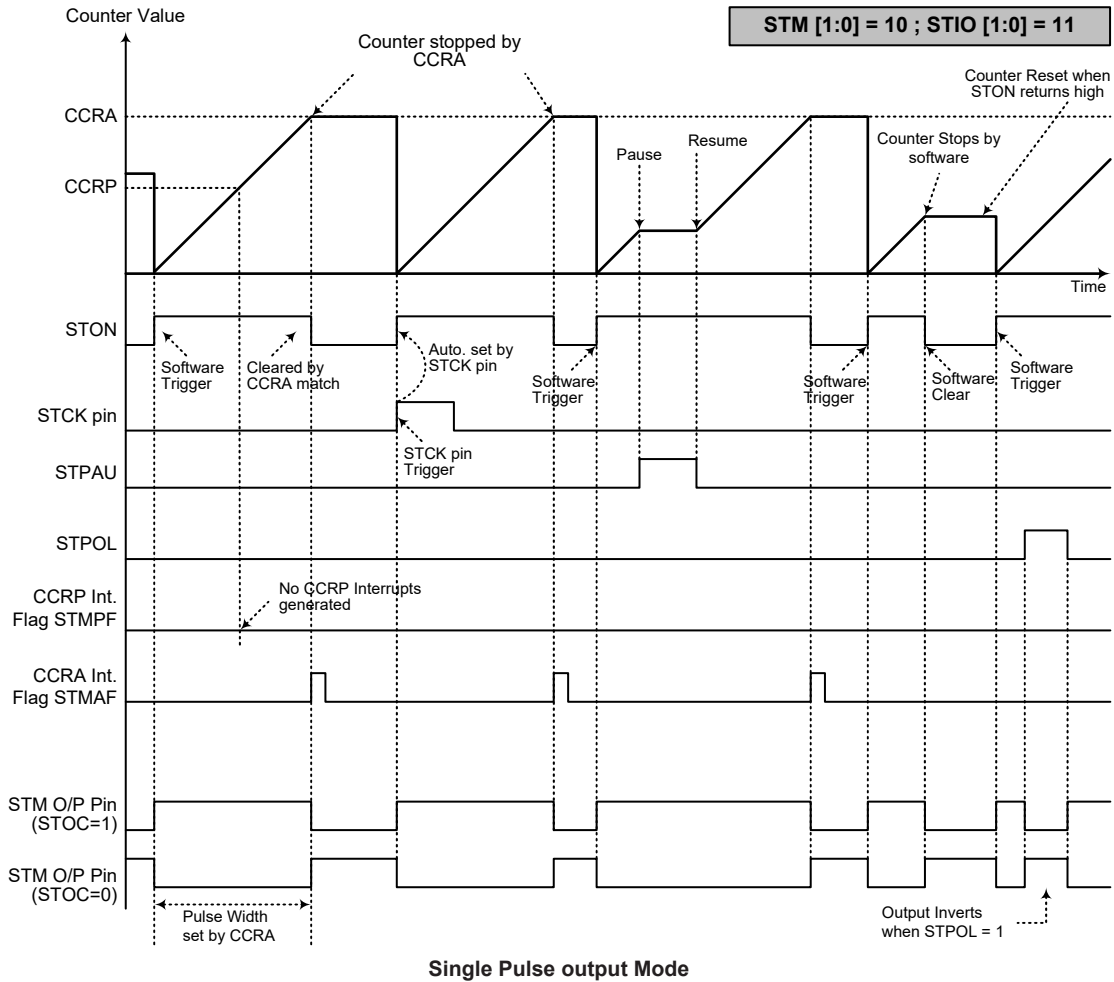 Counter Value
STM [1:0] = 10 ; STIO [1:0] = 11
Counter stopped by
CCRA
Counter Reset when
STON returns high
CCRA
Pause
Resume
Counter Stops by
software
CCRP
Time
STON
Software
Trigger
Cleared by
CCRA match
Auto. set by
STCK pin
Software
Trigger
Software
Trigger
Software
Clear
Software
Trigger
STCK pin
STCK pin
Trigger
STPAU
STPOL
CCRP Int.
Flag STMPF
No CCRP Interrupts
generated
CCRA Int.
Flag STMAF
STM O/P Pin
(STOC=1)
STM O/P Pin
(STOC=0)
Pulse Width
set by CCRA
Output Inverts
when STPOL = 1
Single Pulse output Mode